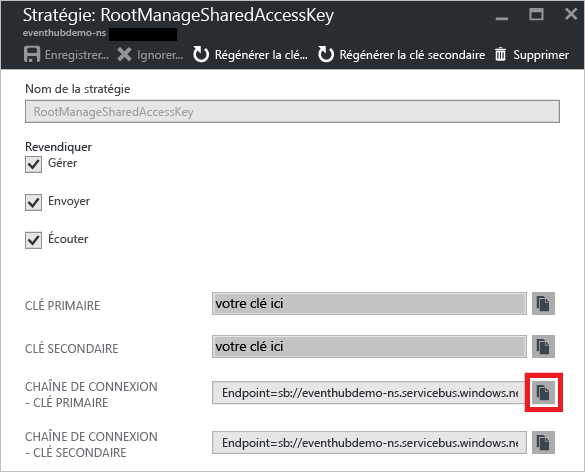 Stratégie: RootManageSharedAccessKey
eventhubdemo-ns
Enregistrer... Ignorer... Régénérer la clé... Régénérer la clé secondaire Supprimer
Nom de la stratégie
RootManageSharedAccessKey
Revendiquer
Gérer
Envoyer
Écouter
CLÉ PRIMAIRE votre clé ici
CLÉ SECONDAIRE votre clé ici
CHAÎNE DE CONNEXION
- CLÉ PRIMAIRE
Endpoint=sb://eventhubdemo-ns.servicebus.windows.ne
CHAÎNE DE CONNEXION
- CLÉ SECONDAIRE
Endpoint=sb://eventhubdemo-ns.servicebus.windows.ne